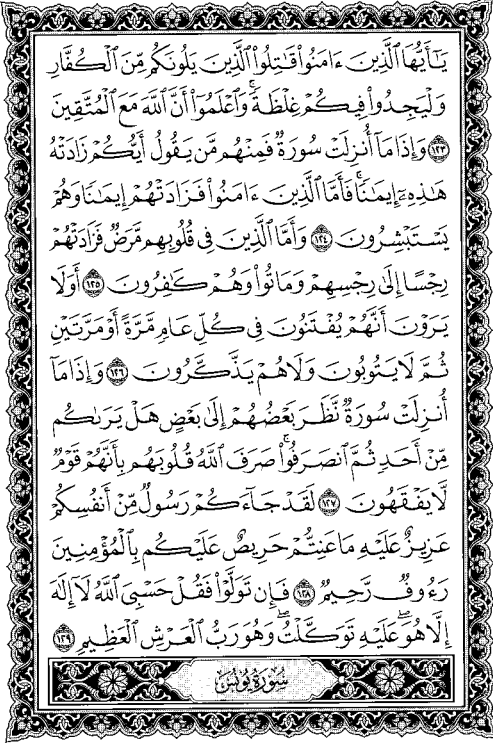 يَٰٓأَيُّهَا ٱلَّذِينَ ءَامَنُوا۟ قَٰتِلُوا۟ ٱلَّذِينَ يَلُونَكُم مِّنَ ٱلْكُفَّارِ
وَلْيَجِدُوا۟ فِيكُمْ غِلْظَةً ۚ وَٱعْلَمُوٓا۟ أَنَّ ٱللَّهَ مَعَ ٱلْمُتَّقِينَ
١٢٣ وَإِذَا مَآ أُنزِلَتْ سُورَةٌ فَمِنْهُم مَّن يَقُولُ أَيُّكُمْ زَادَتْهُ
هَٰذِهِۦٓ إِيمَٰنًا ۚ فَأَمَّا ٱلَّذِينَ ءَامَنُوا۟ فَزَادَتْهُمْ إِيمَٰنًا وَهُمْ
يَسْتَبْشِرُونَ ١٢٤ وَأَمَّا ٱلَّذِينَ فِى قُلُوبِهِم مَّرَضٌ فَزَادَتْهُمْ
رِجْسًا إِلَىٰ رِجْسِهِمْ وَمَاتُوا۟ وَهُمْ كَٰفِرُونَ ١٢٥ أَوَلَا
يَرَوْنَ أَنَّهُمْ يُفْتَنُونَ فِى كُلِّ عَامٍ مَّرَّةً أَوْ مَرَّتَيْنِ
ثُمَّ لَا يَتُوبُونَ وَلَا هُمْ يَذَّكَّرُونَ ١٢٦ وَإِذَا مَآ
أُنزِلَتْ سُورَةٌ نَّظَرَ بَعْضُهُمْ إِلَىٰ بَعْضٍ هَلْ يَرَىٰكُم
مِّنْ أَحَدٍ ثُمَّ ٱنصَرَفُوا۟ ۚ صَرَفَ ٱللَّهُ قُلُوبَهُم بِأَنَّهُمْ قَوْمٌ
لَّا يَفْقَهُونَ ١٢٧ لَقَدْ جَآءَكُمْ رَسُولٌ مِّنْ أَنفُسِكُمْ
عَزِيزٌ عَلَيْهِ مَا عَنِتُّمْ حَرِيصٌ عَلَيْكُم بِٱلْمُؤْمِنِينَ
رَءُوفٌ رَّحِيمٌ ١٢٨ فَإِن تَوَلَّوْا۟ فَقُلْ حَسْبِىَ ٱللَّهُ لَآ إِلَٰهَ
إِلَّا هُوَ ۖ عَلَيْهِ تَوَكَّلْتُ ۖ وَهُوَ رَبُّ ٱلْعَرْشِ ٱلْعَظِيمِ ١٢٩
سُورَةُ يُونُسَ